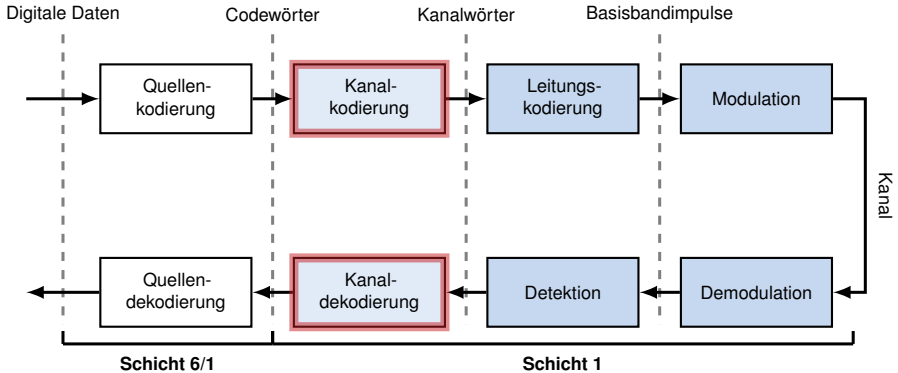 Digitale Daten
Codewörter
Kanalwörter
Basisbandimpulse
Quellen-
kodierung
Kanal-
kodierung
Leitungs-
kodierung
Modulation
Kanal
Quellen-
dekodierung
Kanal-
dekodierung
Detektion
Demodulation
Schicht 6/1
Schicht 1